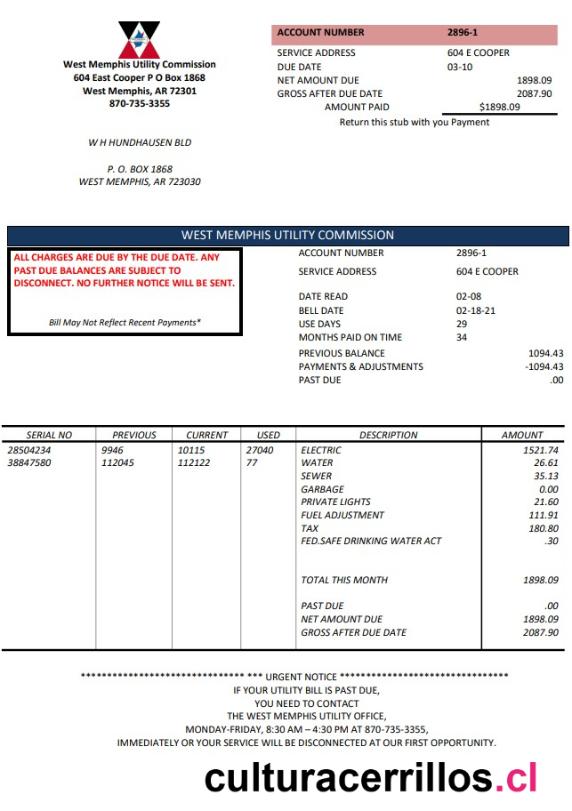 West Memphis Utility Commission
604 East Cooper P O Box 1868
West Memphis, AR 72301
870-735-3355
ACCOUNT NUMBER 2896-1
SERVICE ADDRESS 604 E COOPER
DUE DATE 03-10
NET AMOUNT DUE 1898.09
GROSS AFTER DUE DATE 2087.90
AMOUNT PAID $1898.09
Return this stub with you Payment
W H HUNDHAUSEN BLD
P. O. BOX 1868
WEST MEMPHIS, AR 723030
WEST MEMPHIS UTILITY COMMISSION
ALL CHARGES ARE DUE BY THE DUE DATE. ANY
PAST DUE BALANCES ARE SUBJECT TO
DISCONNECT. NO FURTHER NOTICE WILL BE SENT.
Bill May Not Reflect Recent Payments*
ACCOUNT NUMBER 2896-1
SERVICE ADDRESS 604 E COOPER
DATE READ 02-08
BELL DATE 02-18-21
USE DAYS 29
MONTHS PAID ON TIME 34
PREVIOUS BALANCE 1094.43
PAYMENTS & ADJUSTMENTS -1094.43
PAST DUE .00
SERIAL NO PREVIOUS CURRENT USED DESCRIPTION AMOUNT
28504234 9946 10115 27040 ELECTRIC 1521.74
38847580 112045 112122 77 WATER 26.61
SEWER 35.13
GARBAGE 0.00
PRIVATE LIGHTS 21.60
FUEL ADJUSTMENT 111.91
TAX 180.80
FED.SAFE DRINKING WATER ACT .30
TOTAL THIS MONTH 1898.09
PAST DUE .00
NET AMOUNT DUE 1898.09
GROSS AFTER DUE DATE 2087.90
******************************* *** URGENT NOTICE ********************************
IF YOUR UTILITY BILL IS PAST DUE,
YOU NEED TO CONTACT
THE WEST MEMPHIS UTILITY OFFICE,
MONDAY-FRIDAY, 8:30 AM – 4:30 PM AT 870-735-3355,
IMMEDIATELY OR YOUR SERVICE WILL BE DISCONNECTED AT OUR FIRST OPPORTUNITY.
culturacerrillos.cl